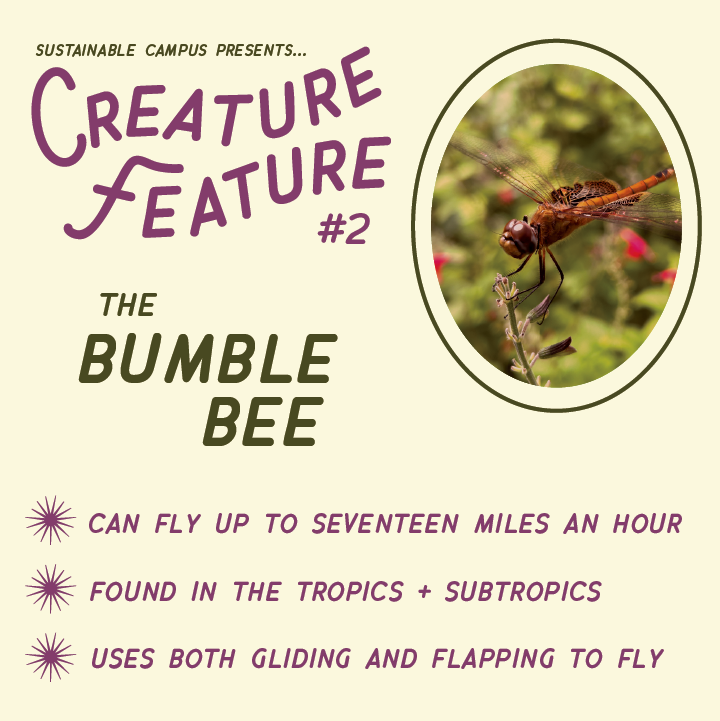 SUSTAINABLE CAMPUS PRESENTS...
CREATURE
FEATURE
#2
THE
BUMBLE
BEE
CAN FLY UP TO SEVENTEEN MILES AN HOUR
FOUND IN THE TROPICS + SUBTROPICS
USES BOTH GLIDING AND FLAPPING TO FLY